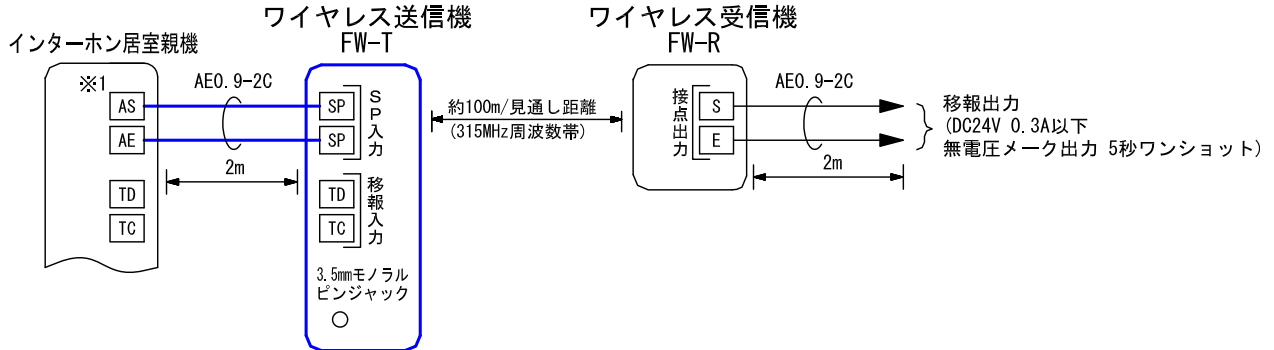 ワイヤレス送信機
FW-T
ワイヤレス受信機
FW-R
インターホン居室親機
※1
AS
AE
TD
TC
AE0.9-2C
2m
SP
SP
SP入力
TD
TC
移報入力
3.5mmモノラル
ピンジャック
約100m/見通し距離
(315MHz周波数帯)
接点出力
S
E
AE0.9-2C
2m
移報出力
(DC24V 0.3A以下
無電圧メーク出力 5秒ワンショット)